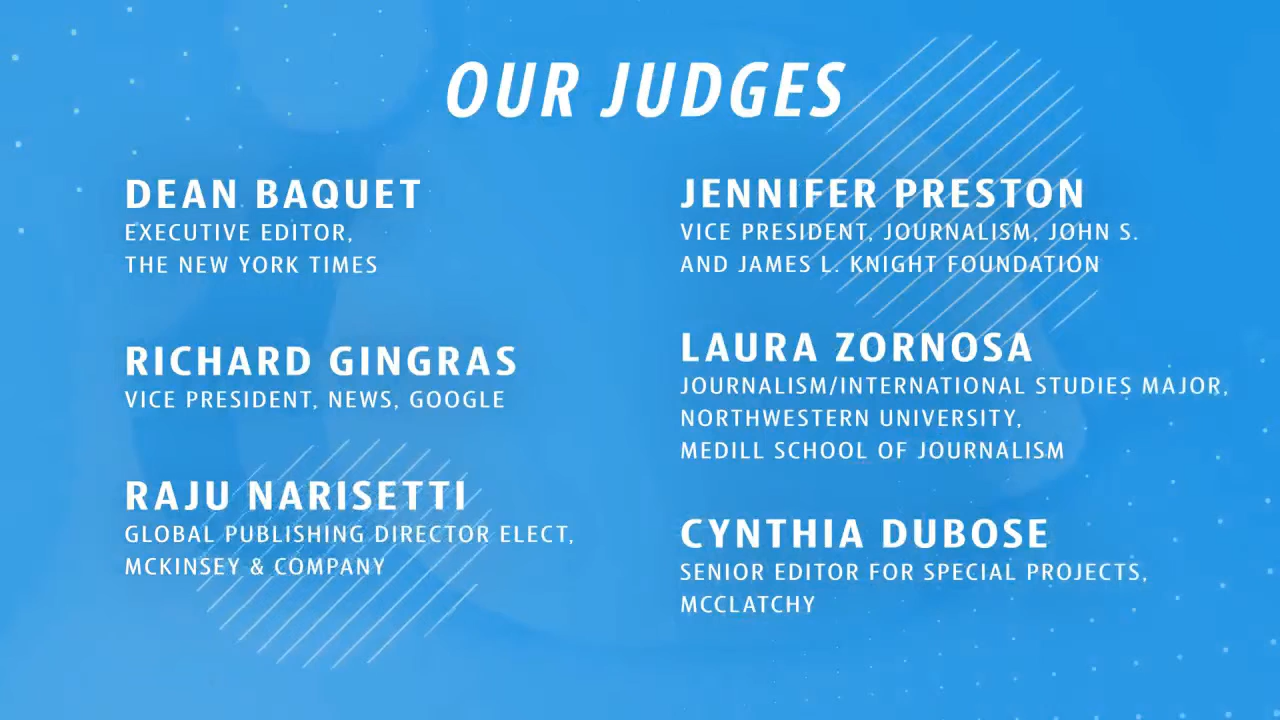 OUR JUDGES
DEAN BAQUET
EXECUTIVE EDITOR,
THE NEW YORK TIMES
RICHARD GINGRAS
VICE PRESIDENT, NEWS, GOOGLE
RAJU NARISETTI
GLOBAL PUBLISHING DIRECTOR ELECT,
MCKINSEY & COMPANY
JENNIFER PRESTON
VICE PRESIDENT, JOURNALISM, JOHN S.
AND JAMES L. KNIGHT FOUNDATION
LAURA ZORNOSA
JOURNALISM/INTERNATIONAL STUDIES MAJOR,
NORTHWESTERN UNIVERSITY,
MEDILL SCHOOL OF JOURNALISM
CYNTHIA DUBOSE
SENIOR EDITOR FOR SPECIAL PROJECTS,
MCCLATCHY